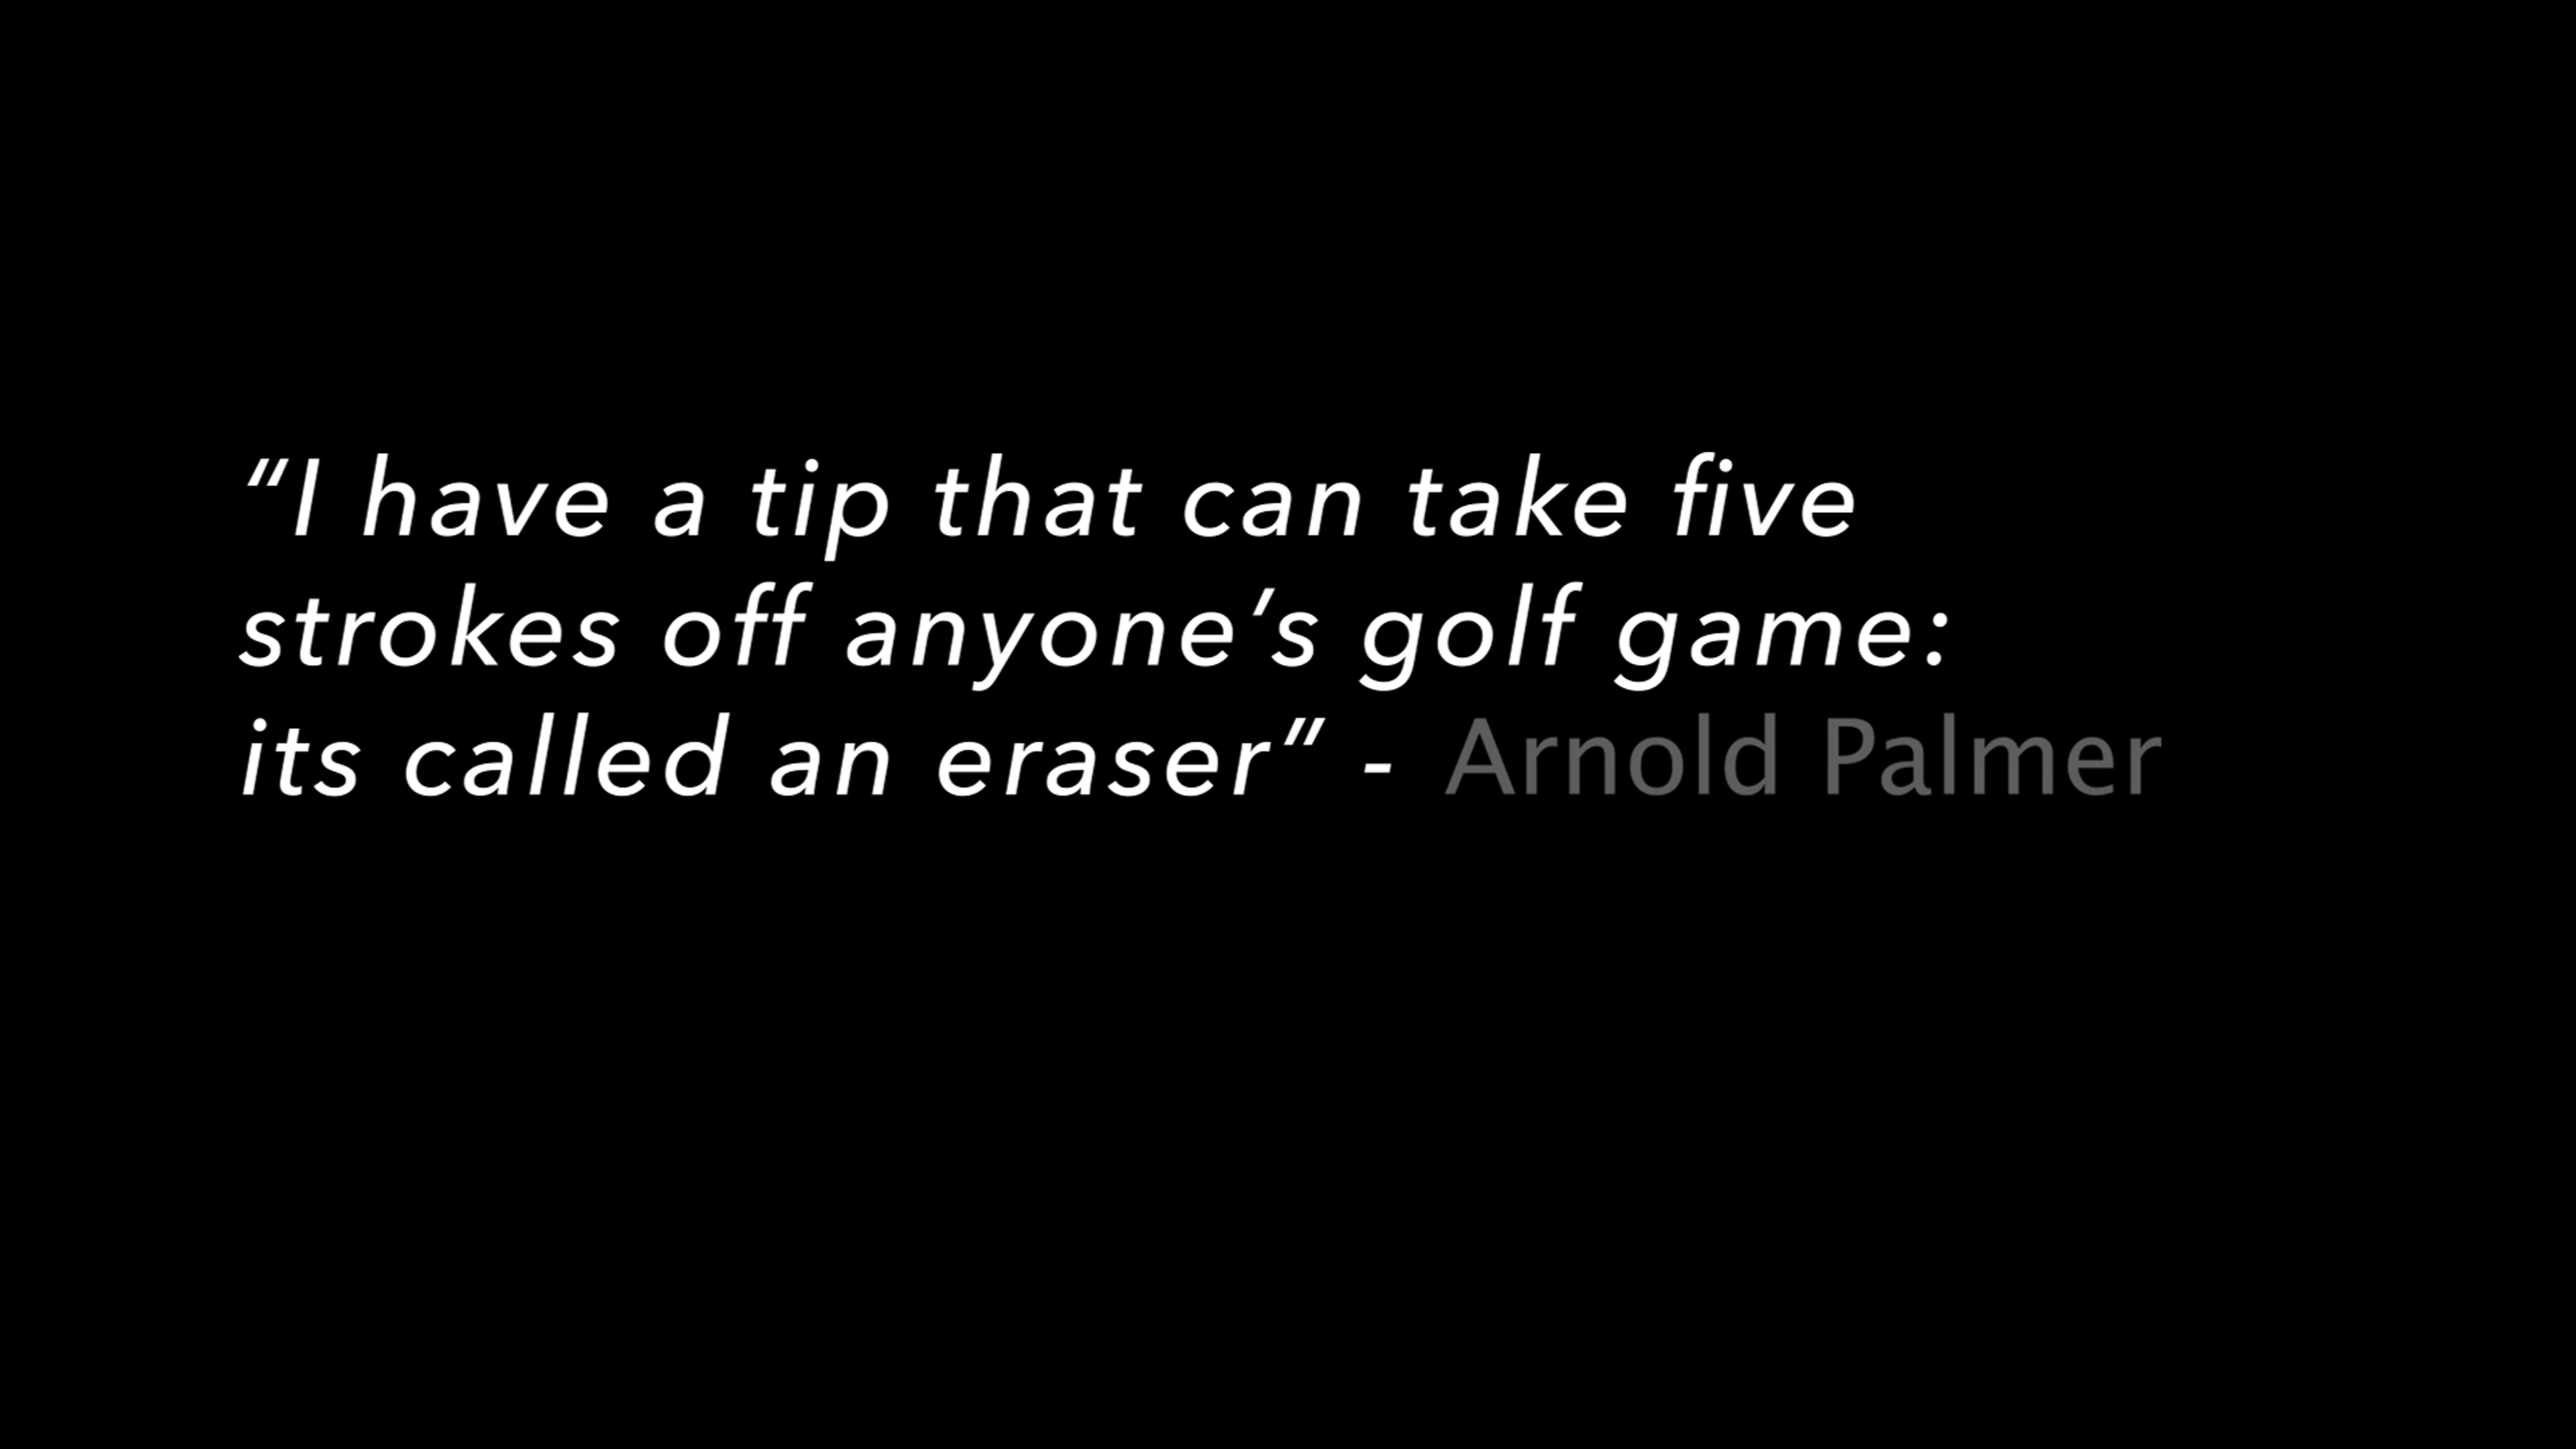 “I have a tip that can take five
strokes off anyone’s golf game:
its called an eraser” - Arnold Palmer